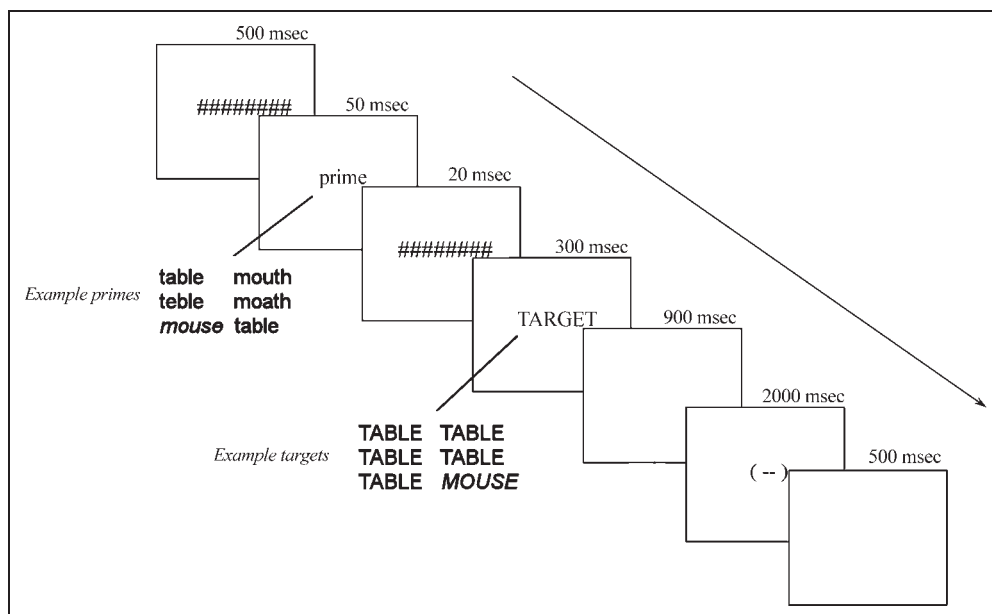 500 msec
########
50 msec
prime
20 msec
########
300 msec
TARGET
900 msec
2000 msec
( -- )
500 msec
Example primes
table mouth
teble moath
mouse table
Example targets
TABLE TABLE
TABLE TABLE
TABLE MOUSE